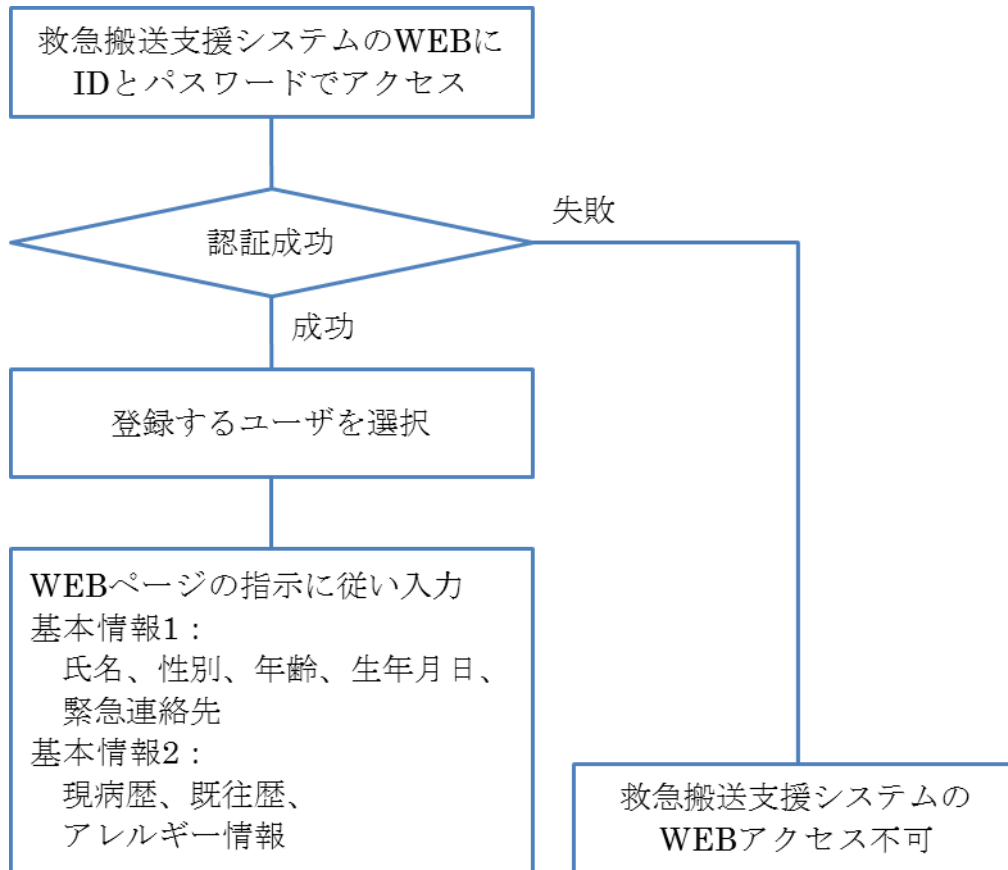 救急搬送支援システムのWEBに
IDとパスワードでアクセス
認証成功
失敗
成功
登録するユーザを選択
WEBページの指示に従い入力
基本情報1：
氏名、性別、年齢、生年月日、
緊急連絡先
基本情報2：
現病歴、既往歴、
アレルギー情報
救急搬送支援システムの
WEBアクセス不可